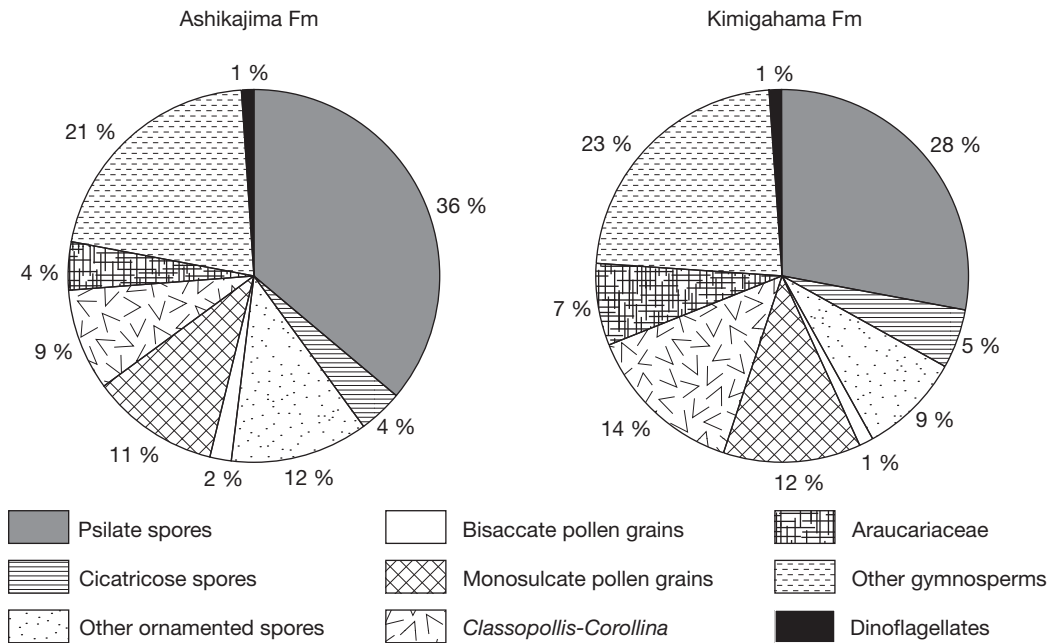 Ashikajima Fm
Kimigahama Fm
1 %
36 %
4 %
12 %
2 %
11 %
9 %
4 %
21 %
1 %
28 %
5 %
9 %
1 %
12 %
14 %
7 %
23 %
Psilate spores
Cicatricose spores
Other ornamented spores
Bisaccate pollen grains
Monosulcate pollen grains
Classopollis-Corollina
Araucariaceae
Other gymnosperms
Dinoflagellates